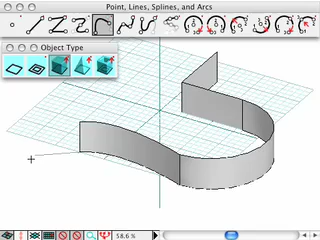 Point, Lines, Splines, and Arcs
Object Type
58.6 %